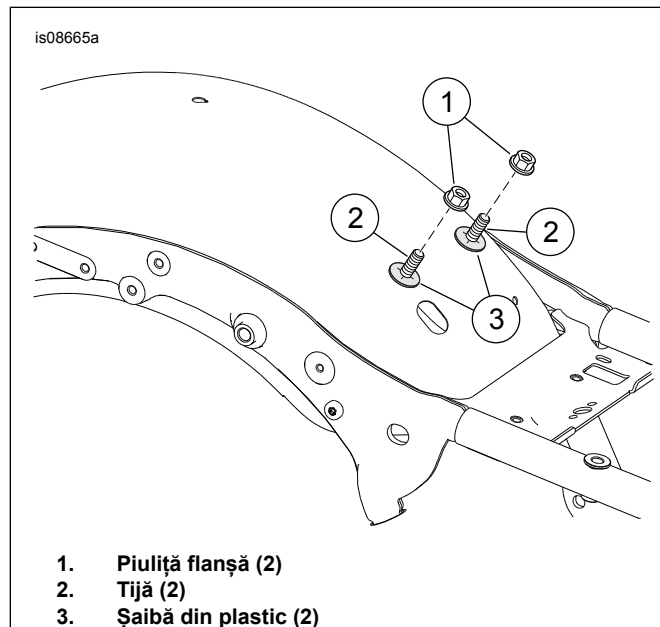 is08665a
1
2
2
3
1. Piuliță flanșă (2)
2. Tijă (2)
3. Șaibă din plastic (2)